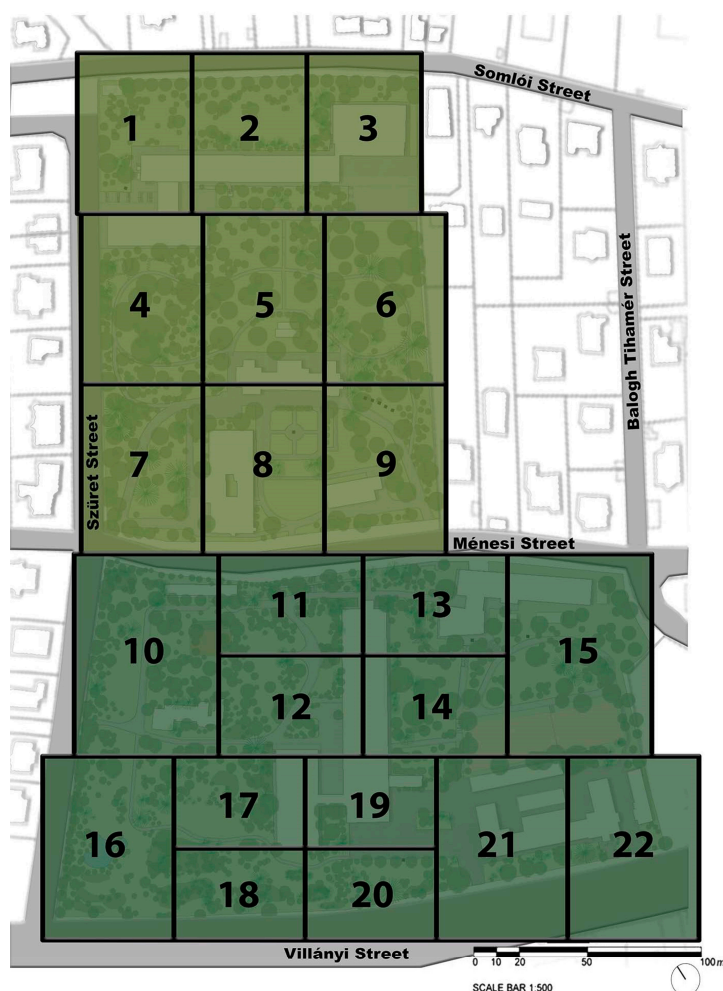 Somlói Street
1 2 3
Balogh Tihamér Street
4 5 6
Szüret Street
7 8 9
Ménesi Street
11 13
10 15
12 14
17 19
16 21 22
18 20
Villányi Street
0 10 20 50 100 m
SCALE BAR 1:500